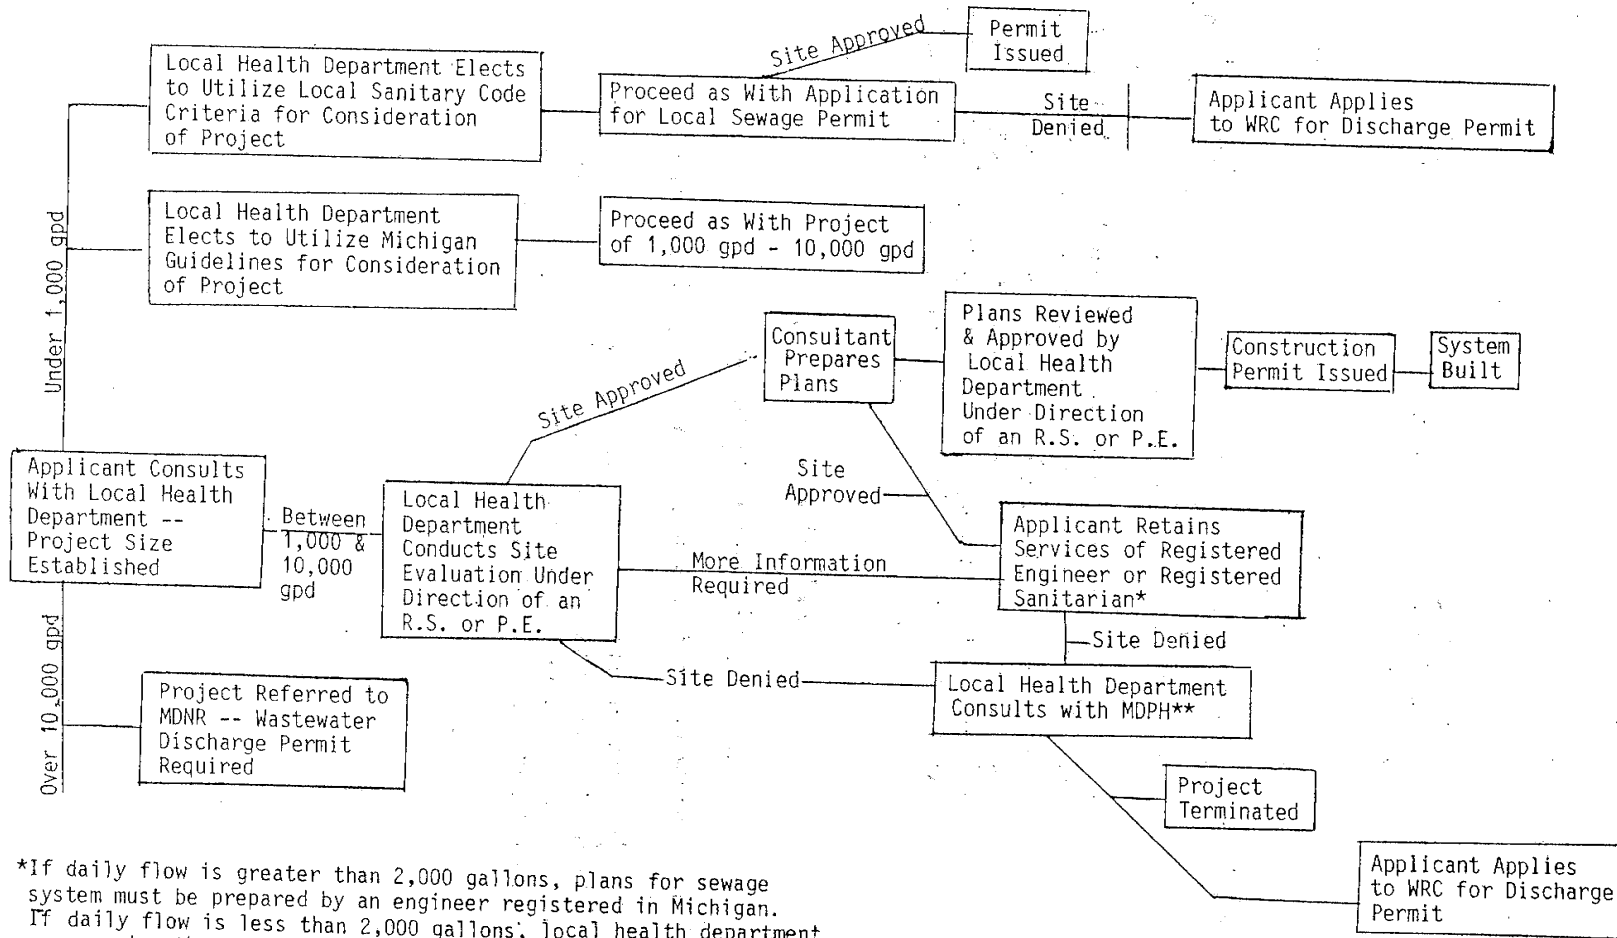 Site Approved
Permit
Issued
Local Health Department Elects
to Utilize Local Sanitary Code
Criteria for Consideration
of Project
Proceed as With Application
for Local Sewage Permit
Site
Denied
Applicant Applies
to WRC for Discharge Permit
Under 1,000 gpd
Local Health Department
Elects to Utilize Michigan
Guidelines for Consideration
of Project
Proceed as With Project
of 1,000 gpd - 10,000 gpd
Site Approved
Consultant
Prepares
Plans
Plans Reviewed
& Approved by
Local Health
Department
Under Direction
of an R.S. or P.E.
Construction
Permit Issued
System
Built
Applicant Consults
With Local Health
Department --
Project Size
Established
Between
1,000 &
10,000
gpd
Local Health
Department
Conducts Site
Evaluation Under
Direction of an
R.S. or P.E.
Site
Approved
More Information
Required
Applicant Retains
Services of Registered
Engineer or Registered
Sanitarian*
Site Denied
Site Denied
Local Health Department
Consults with MDPH**
Over 10,000 gpd
Project Referred to
MDNR -- Wastewater
Discharge Permit
Required
Project
Terminated
Applicant Applies
to WRC for Discharge
Permit
*If daily flow is greater than 2,000 gallons, plans for sewage
system must be prepared by an engineer registered in Michigan.
If daily flow is less than 2,000 gallons, local health department